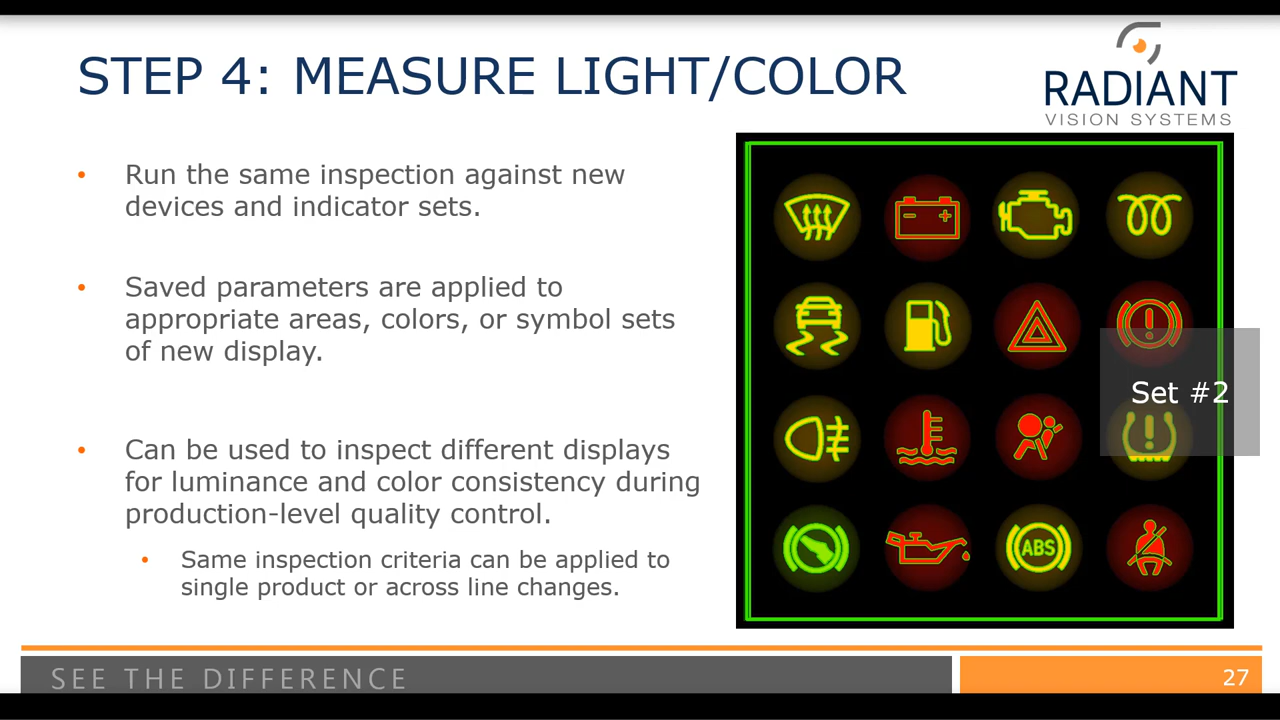 STEP 4: MEASURE LIGHT/COLOR
RADIANT
VISION SYSTEMS
• Run the same inspection against new
devices and indicator sets.
• Saved parameters are applied to
appropriate areas, colors, or symbol sets
of new display.
• Can be used to inspect different displays
for luminance and color consistency during
production-level quality control.
• Same inspection criteria can be applied to
single product or across line changes.
Set #2
ABS
SEE THE DIFFERENCE
27